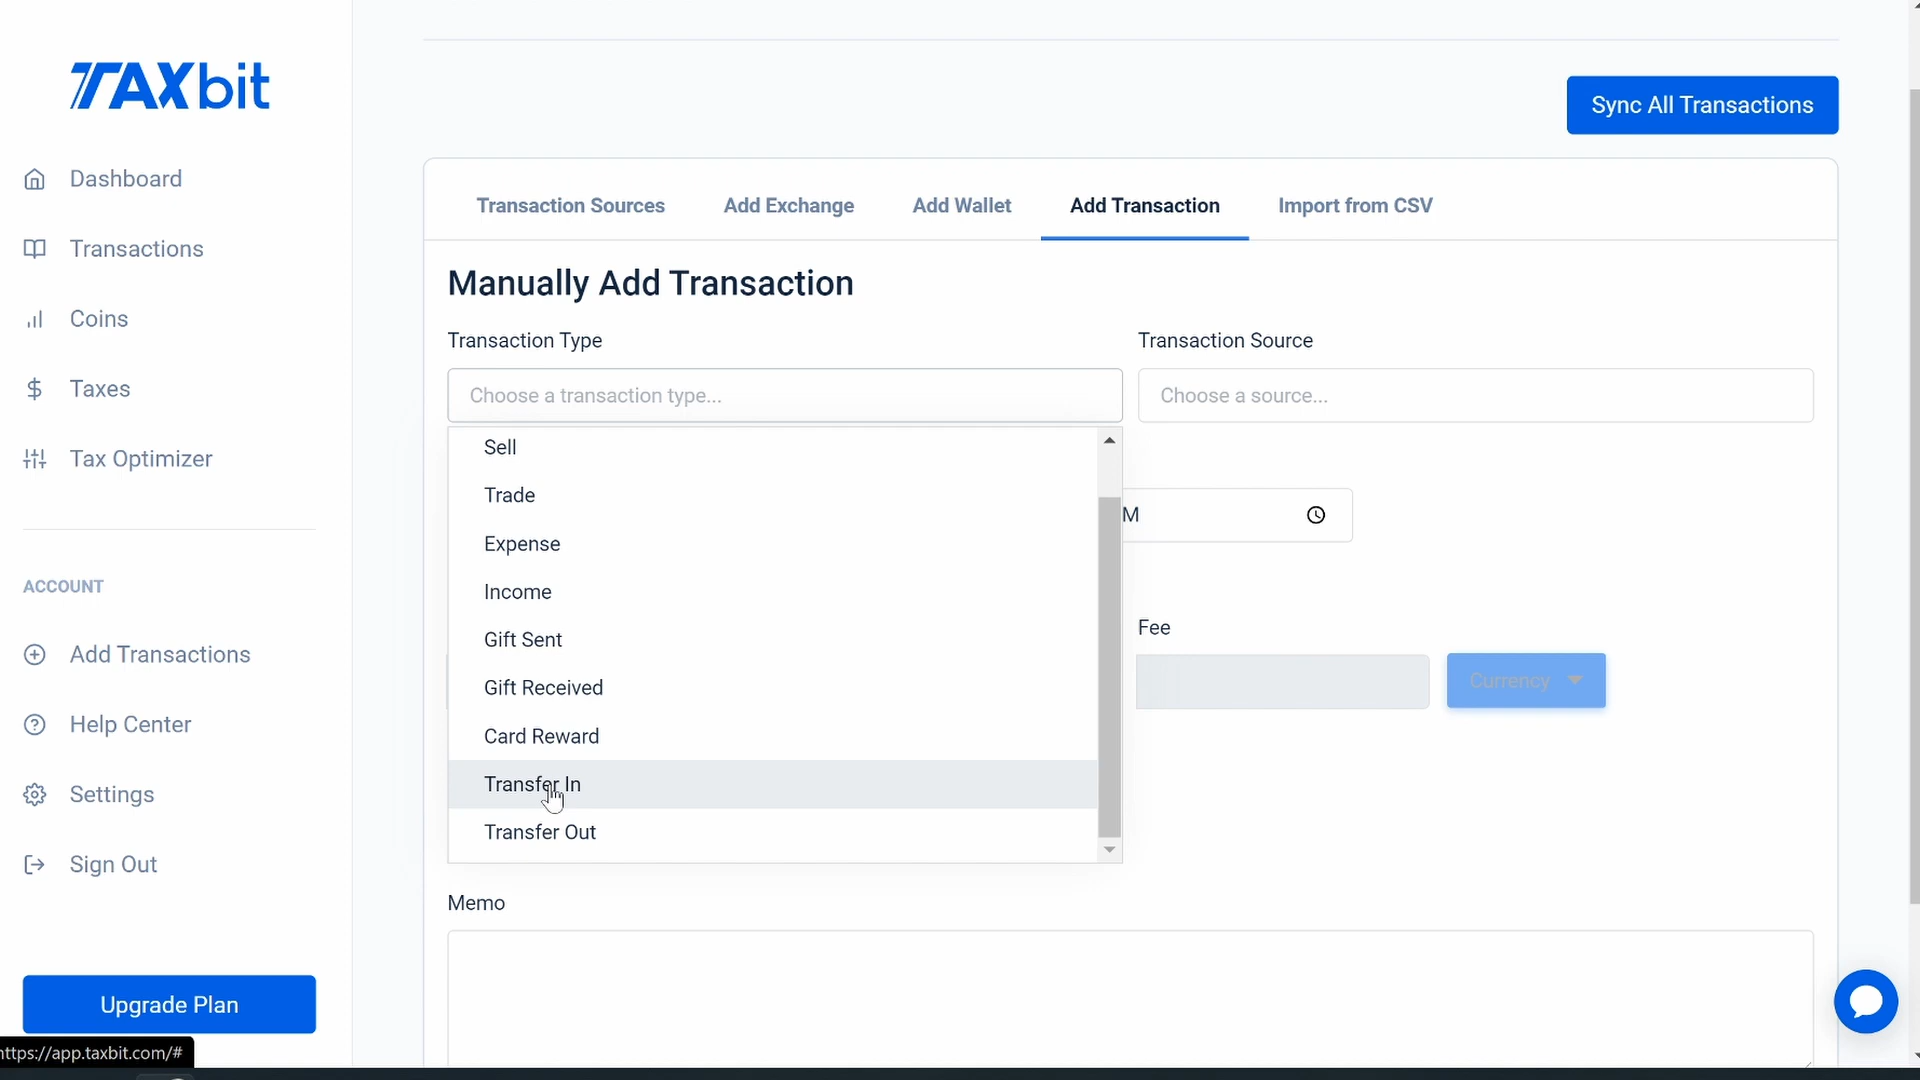 TAXbit
Dashboard
Transactions
Coins
Taxes
Tax Optimizer
ACCOUNT
Add Transactions
Help Center
Settings
Sign Out
Upgrade Plan
https://app.taxbit.com/#
Sync All Transactions
Transaction Sources Add Exchange Add Wallet Add Transaction Import from CSV
Manually Add Transaction
Transaction Type Transaction Source
Choose a transaction type... Choose a source...
Sell
Trade
M
Expense
Income
Gift Sent
Fee
Gift Received
Currency
Card Reward
Transfer In
Transfer Out
Memo